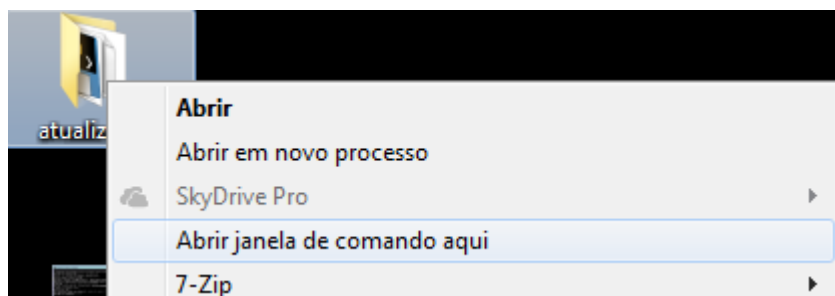 atualiz
Abrir
Abrir em novo processo
SkyDrive Pro
Abrir janela de comando aqui
7-Zip